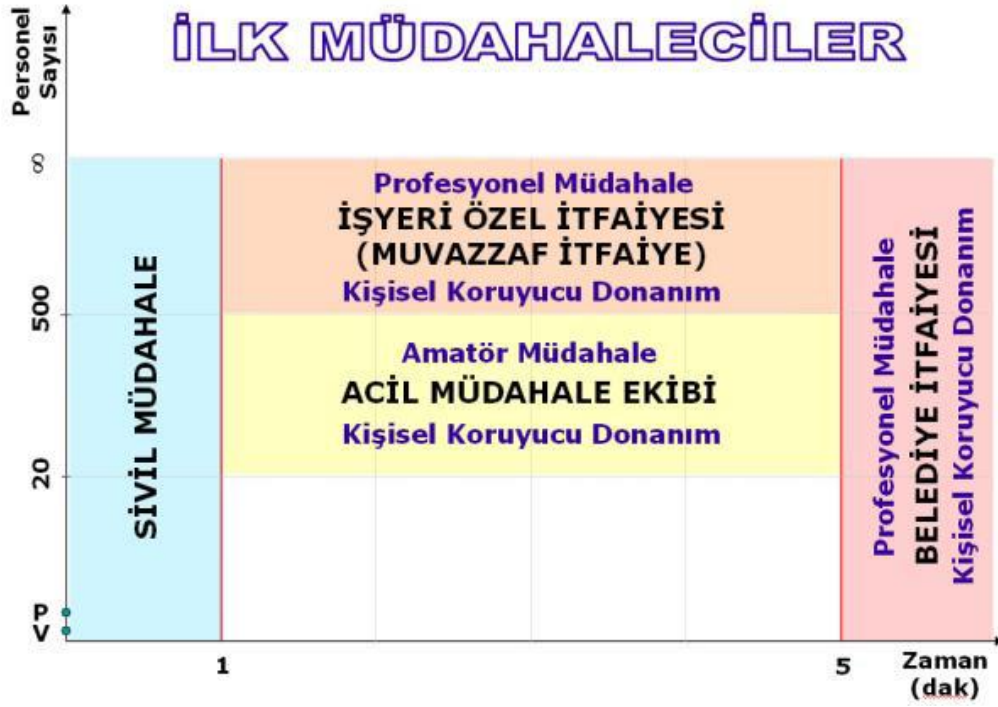 İLK MÜDAHALECİLER
Personel
Sayısı
∞
500
20
P
V
SİVİL MÜDAHALE
Profesyonel Müdahale
İŞYERİ ÖZEL İTFAİYESİ
(MUVAZZAF İTFAİYE)
Kişisel Koruyucu Donanım
Amatör Müdahale
ACİL MÜDAHALE EKİBİ
Kişisel Koruyucu Donanım
Profesyonel Müdahale
BELEDİYE İTFAİYESİ
Kişisel Koruyucu Donanım
1
5
Zaman
(dak)